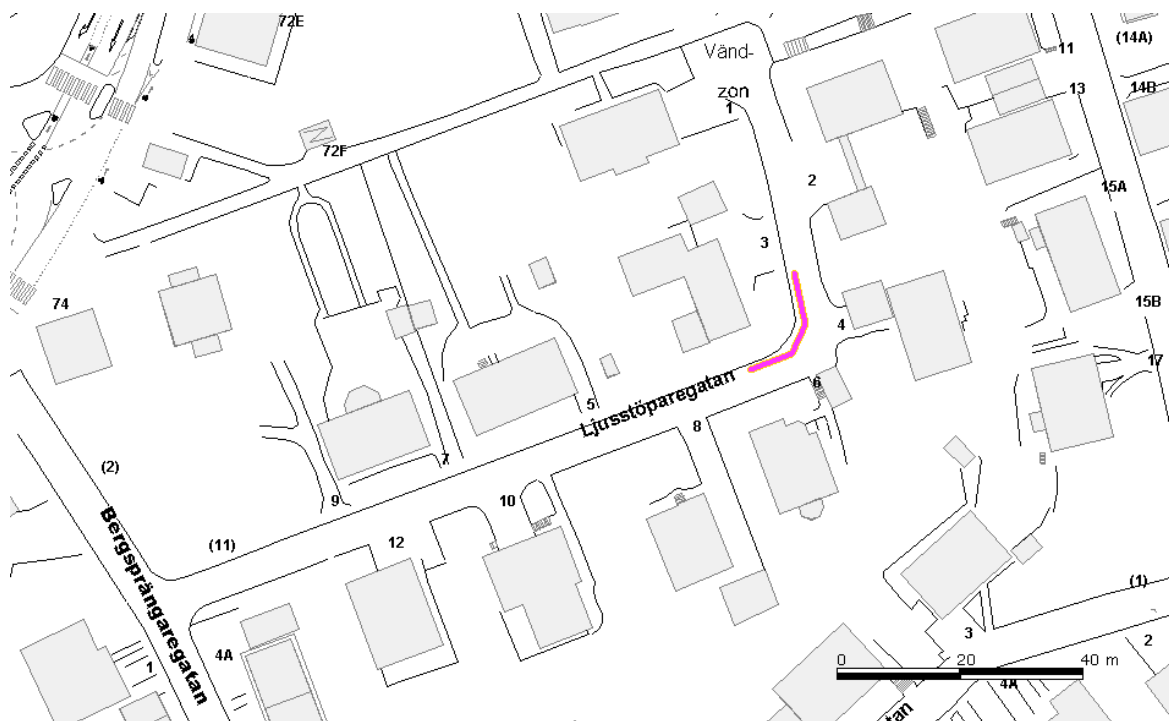 72E
Vänd-
zon
11
(14A)
14B
13
1
72F
2
15A
3
74
15B
4
17
6
5
Ljusstöparegatan
8
7
(2)
9
10
Bergsprängaregatan
(11)
12
(1)
3
2
4A
1
0 20 40 m
4A
atan